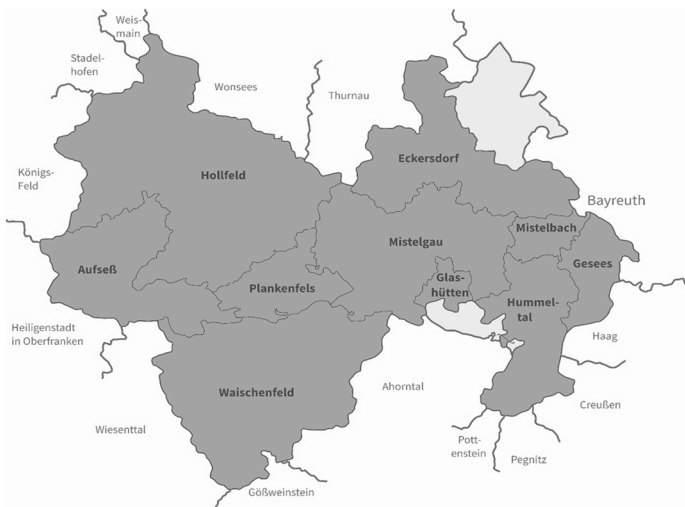 Weis-
main
Stadel-
hofen
Wonsees
Thurnau
Eckersdorf
Königs-
Feld
Hollfeld
Bayreuth
Mistelbach
Mistelgau
Gesees
Aufseß
Glas-
hütten
Plankenfels
Hummel-
tal
Heiligenstadt
in Oberfranken
Haag
Waischenfeld
Ahorntal
Creußen
Wiesenttal
Pott-
enstein
Pegnitz
Gößweinstein